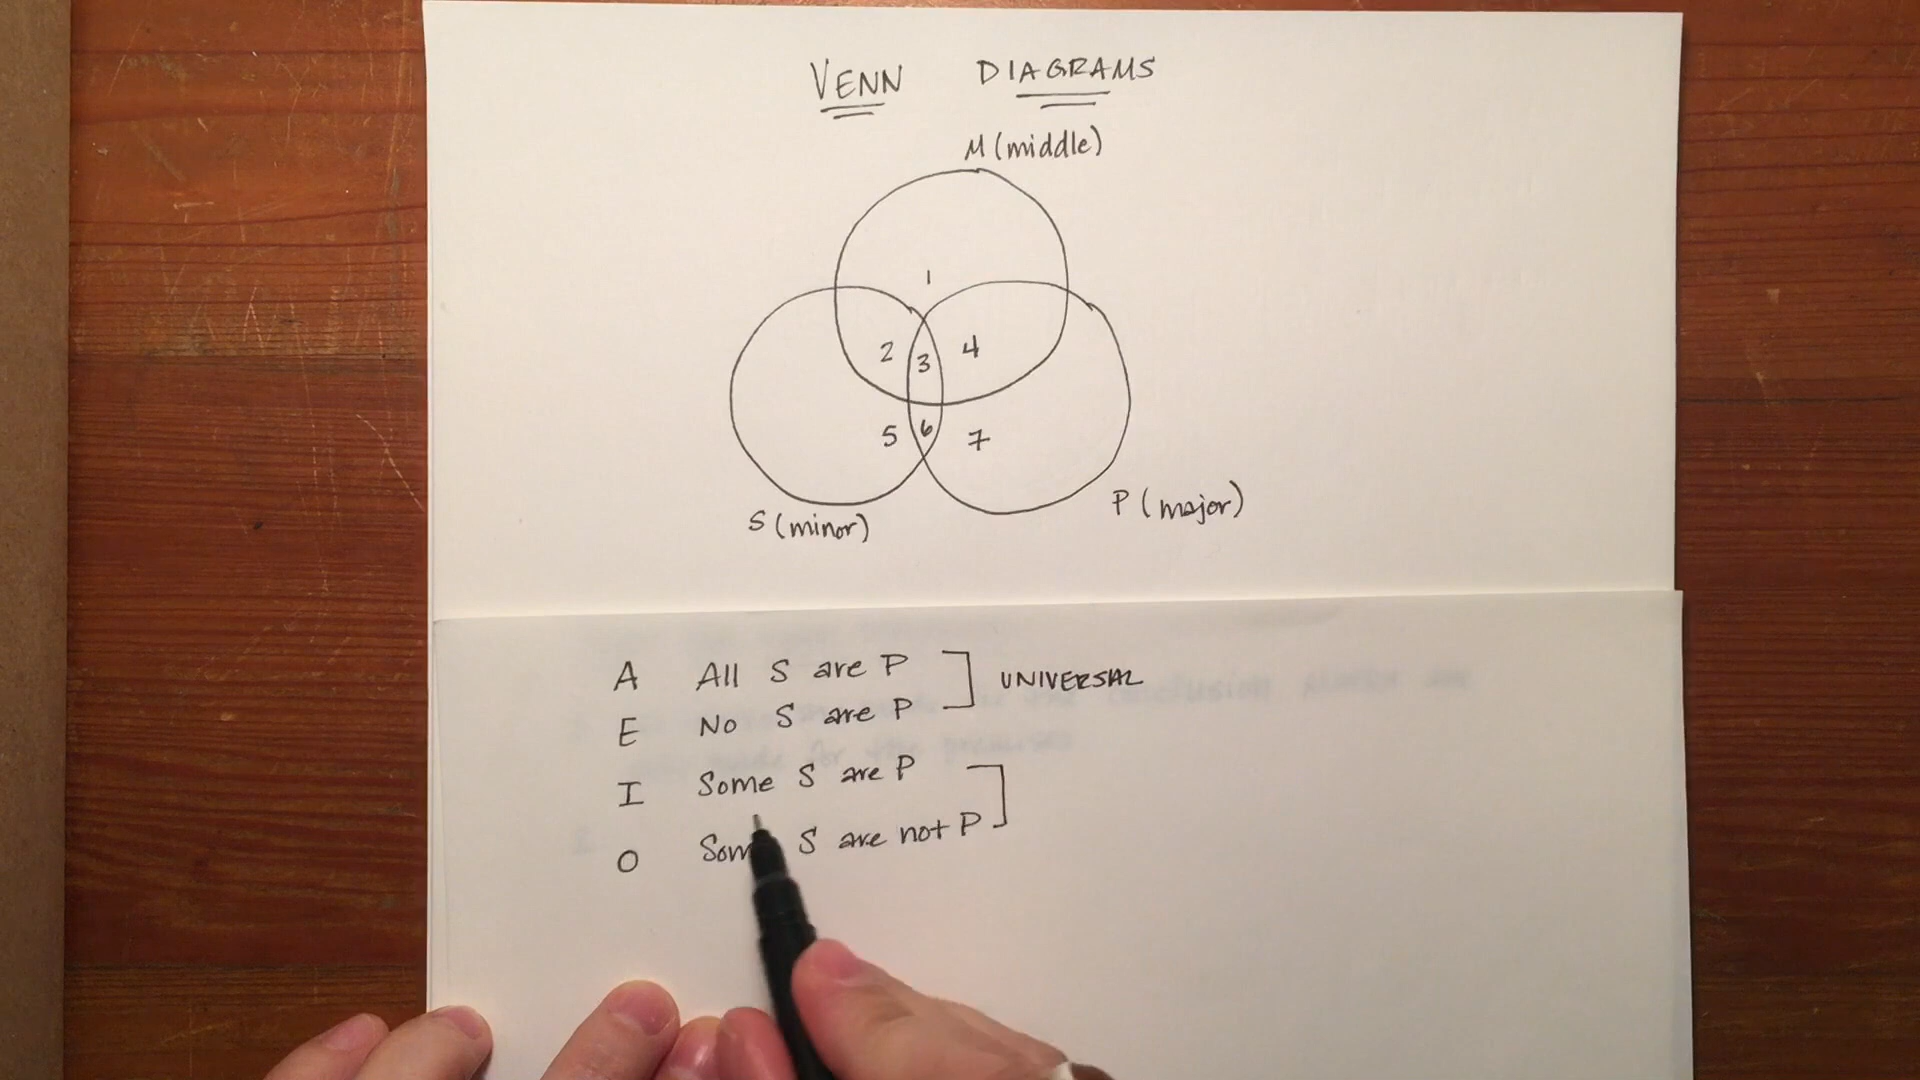 VENN DIAGRAMS
M (middle)
1
2 3 4
5 6 7
S (minor)
P (major)
A All S are P
UNIVERSAL
E No S are P
I Some S are P
O Some S are not P